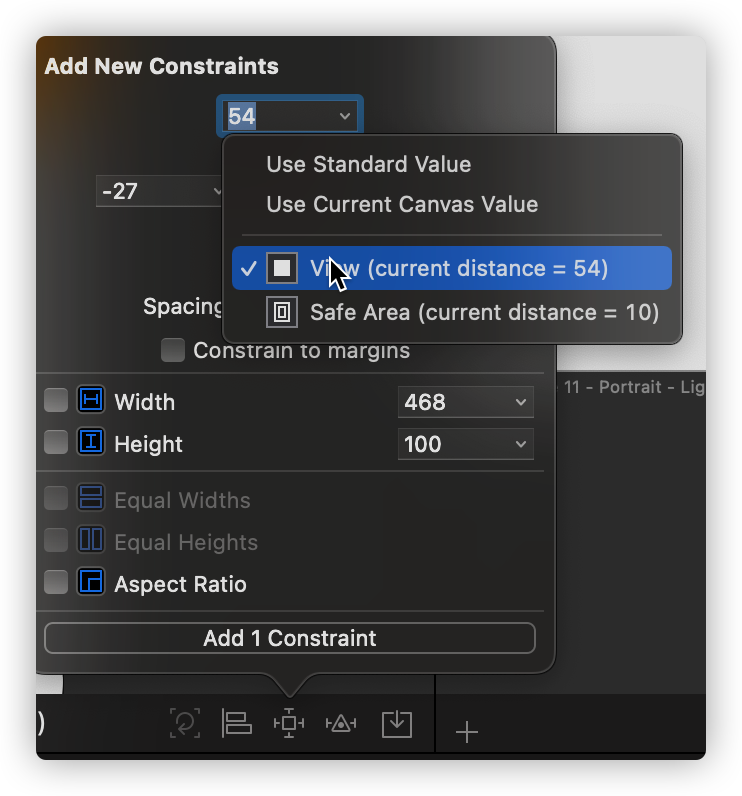 Add New Constraints
54
Use Standard Value
-27
Use Current Canvas Value
View (current distance = 54)
Spacing
Safe Area (current distance = 10)
Constrain to margins
11 - Portrait - Lig
Width
468
Height
100
Equal Widths
Equal Heights
Aspect Ratio
Add 1 Constraint
)